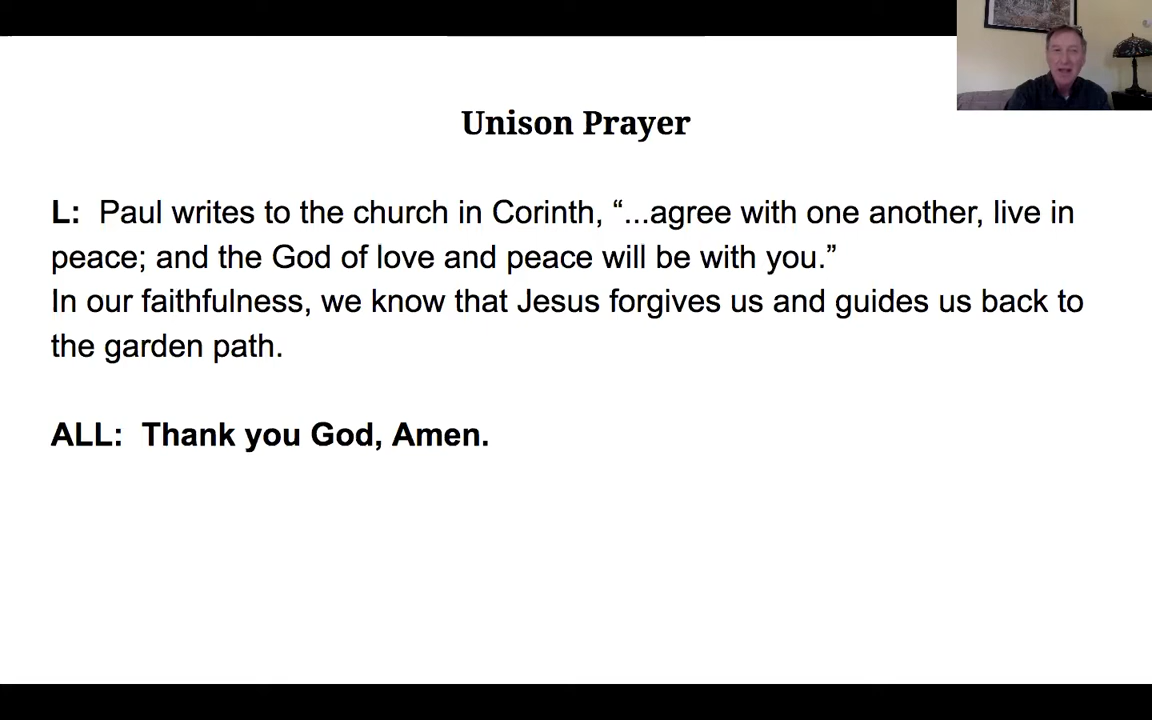 Unison Prayer
L: Paul writes to the church in Corinth, “...agree with one another, live in
peace; and the God of love and peace will be with you.”
In our faithfulness, we know that Jesus forgives us and guides us back to
the garden path.
ALL: Thank you God, Amen.